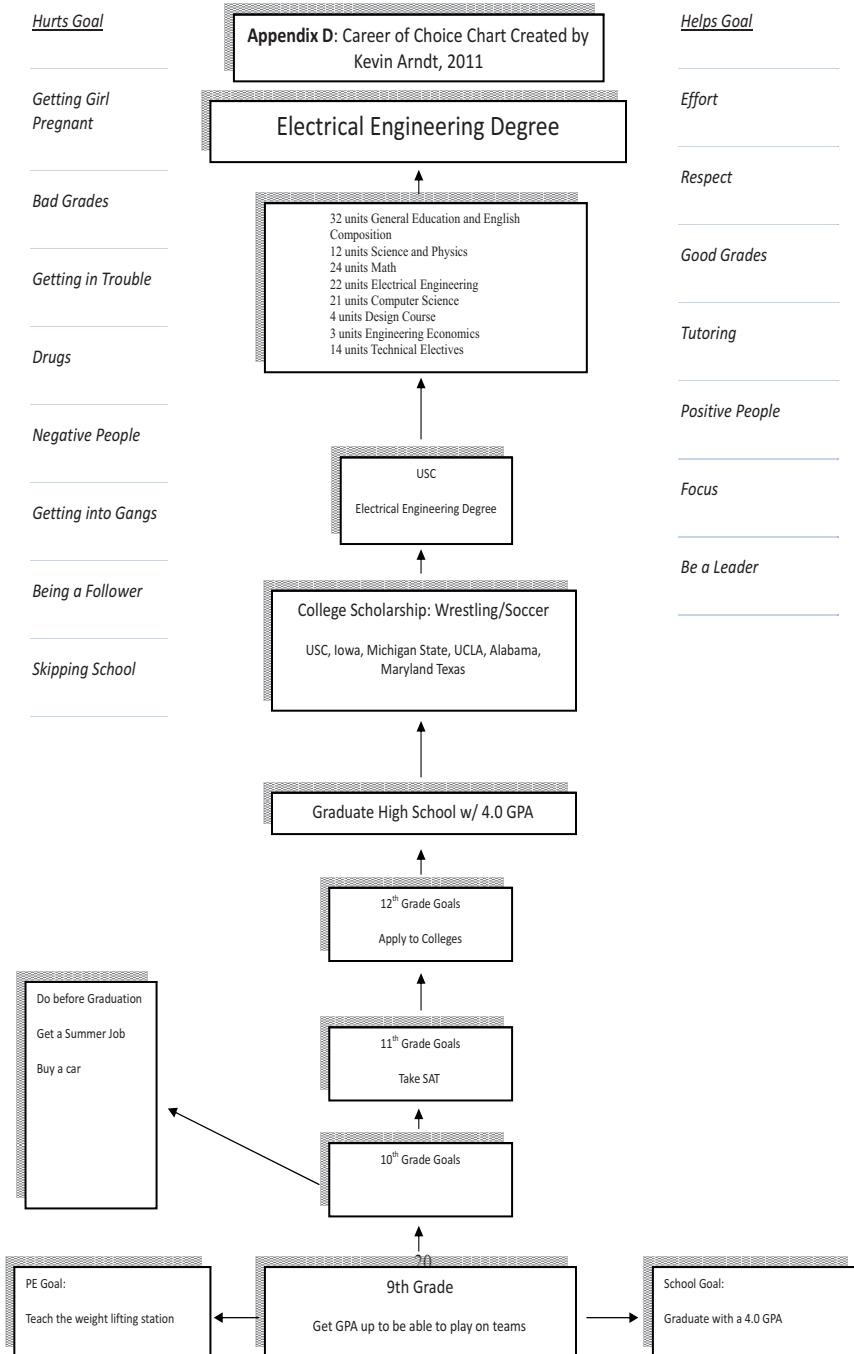 Hurts Goal
Getting Girl
Pregnant
Bad Grades
Getting in Trouble
Drugs
Negative People
Getting into Gangs
Being a Follower
Skipping School
Appendix D: Career of Choice Chart Created by
Kevin Arndt, 2011
Electrical Engineering Degree
32 units General Education and English
Composition
12 units Science and Physics
24 units Math
22 units Electrical Engineering
21 units Computer Science
4 units Design Course
3 units Engineering Economics
14 units Technical Electives
USC
Electrical Engineering Degree
College Scholarship: Wrestling/Soccer
USC, Iowa, Michigan State, UCLA, Alabama,
Maryland Texas
Graduate High School w/ 4.0 GPA
12th Grade Goals
Apply to Colleges
11th Grade Goals
Take SAT
10th Grade Goals
Do before Graduation
Get a Summer Job
Buy a car
20
9th Grade
Get GPA up to be able to play on teams
PE Goal:
Teach the weight lifting station
School Goal:
Graduate with a 4.0 GPA
Helps Goal
Effort
Respect
Good Grades
Tutoring
Positive People
Focus
Be a Leader